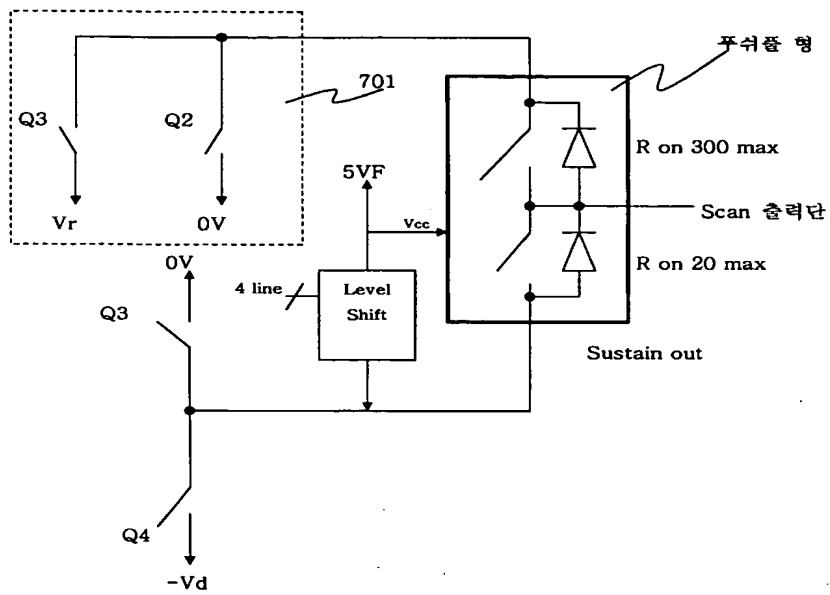 푸쉬풀 형
701
Q3
Q2
Vr
0V
5VF
Vcc
R on 300 max
Scan 출력단
R on 20 max
0V
4 line
Level
Shift
Q3
Sustain out
Q4
-Vd